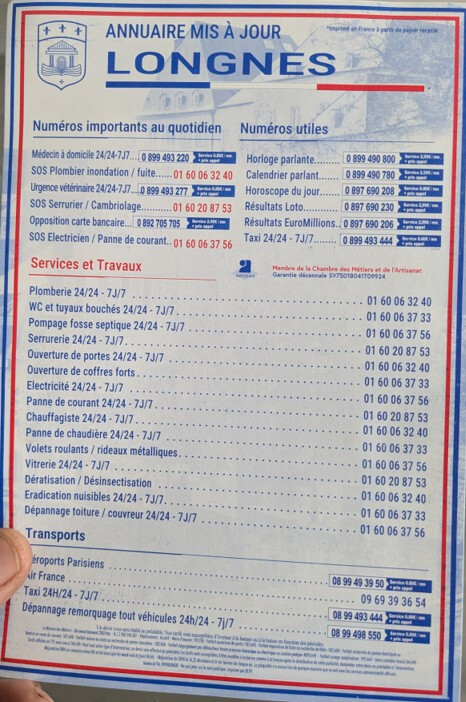 ANNUAIRE MIS À JOUR
*Imprimé en France à partir de papier recyclé
LONGNES
Numéros importants au quotidien
Médecin à domicile 24/24-7J7.... 0 899 493 220
SOS Plombier inondation / fuite...... 01 60 06 32 40
Urgence vétérinaire 24/24-7J7.... 0 899 493 277
SOS Serrurier / Cambriolage............ 01 60 20 87 53
Opposition carte bancaire... 0 892 705 705
SOS Electricien / Panne de courant.. 01 60 06 37 56
Numéros utiles
Horloge parlante....... 0 899 490 800
Calendrier parlant..... 0 899 490 780
Horoscope du jour..... 0 897 690 208
Résultats Loto........... 0 897 690 230
Résultats EuroMillions. 0 897 690 206
Taxi 24/24 - 7J/7........ 0 899 493 444
Services et Travaux
Membre de la Chambre des Métiers et de l'Artisanat
Garantie décennale SV75018041T09924
Plomberie 24/24 - 7J/7 01 60 06 32 40
WC et tuyaux bouchés 24/24 - 7J/7 01 60 06 37 33
Pompage fosse septique 24/24 - 7J/7 01 60 06 37 56
Serrurerie 24/24 - 7J/7 01 60 20 87 53
Ouverture de portes 24/24 - 7J/7 01 60 06 32 40
Ouverture de coffres forts 01 60 06 37 33
Electricité 24/24 - 7J/7 01 60 06 37 56
Panne de courant 24/24 - 7J/7 01 60 20 87 53
Chauffagiste 24/24 - 7J/7 01 60 06 32 40
Panne de chaudière 24/24 - 7J/7 01 60 06 37 33
Volets roulants / rideaux métalliques 01 60 06 37 56
Vitrerie 24/24 - 7J/7 01 60 20 87 53
Dératisation / Désinsectisation 01 60 06 32 40
Eradication nuisibles 24/24 - 7J/7 01 60 06 37 33
Dépannage toiture / couvreur 24/24 - 7J/7 01 60 06 37 56
Transports
Aéroports Parisiens 08 99 49 39 50
Air France 09 69 39 36 54
Taxi 24H/24 - 7J/7 08 99 493 444
Dépannage remorquage tout véhicules 24h/24 - 7j/7 08 99 498 550